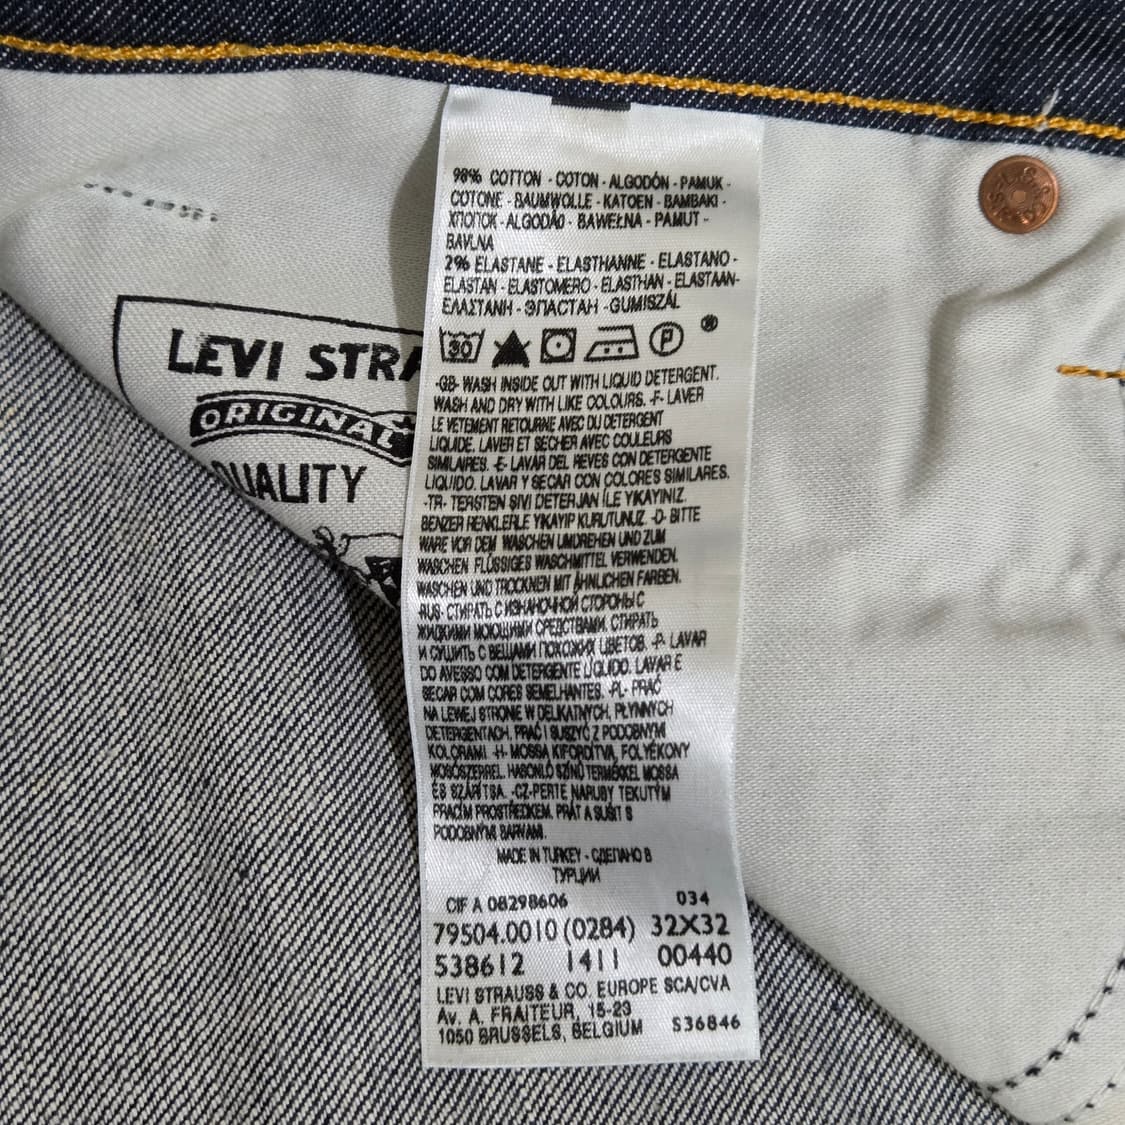 98% COTTON - COTON - ALGODÓN - PAMUK -
COTONE - BAUMWOLLE - KATOEN - BAMBAKI -
ХЛОПОК - ALGODÃO - BAWEŁNA - PAMUT -
BAVLNA
2% ELASTANE - ELASTHANNE - ELASTANO -
ELASTAN - ELASTOMERO - ELASTHAN - ELASTAAN-
ΕΛΑΣΤΑΝΗ - ЭЛАСТАН -GUMISZÁL
30 P ®
-GB- WASH INSIDE OUT WITH LIQUID DETERGENT.
WASH AND DRY WITH LIKE COLOURS. -F- LAVER
LE VETEMENT RETOURNE AVEC DU DETERGENT
LIQUIDE. LAVER ET SECHER AVEC COULEURS
SIMILAIRES. -E- LAVAR DEL REVES CON DETERGENTE
LIQUIDO. LAVAR Y SECAR CON COLORES SIMILARES.
-TR- TERSTEN SIVI DETERJAN İLE YIKAYINIZ.
BENZER RENKLERLE YIKAYIP KURUTUNUZ. -D- BITTE
WARE VOR DEM WASCHEN UMDREHEN UND ZUM
WASCHEN FLÜSSIGES WASCHMITTEL VERWENDEN.
WASCHEN UND TROCKNEN MIT ÄHNLICHEN FARBEN.
-RUS- СТИРАТЬ С ИЗНАНОЧНОЙ СТОРОНЫ С
ЖИДКИМИ МОЮЩИМИ СРЕДСТВАМИ. СТИРАТЬ
И СУШИТЬ С ВЕЩАМИ ПОХОЖИХ ЦВЕТОВ. -P- LAVAR
DO AVESSO COM DETERGENTE LÍQUIDO. LAVAR E
SECAR COM CORES SEMELHANTES. -PL- PRAĆ
NA LEWEJ STRONIE W DELIKATNYCH, PŁYNNYCH
DETERGENTACH. PRAĆ I SUSZYĆ Z PODOBNYMI
KOLORAMI -H- MOSSA KIFORDÍTVA, FOLYÉKONY
MOSÓSZERREL. HASONLÓ SZÍNŰ TERMÉKKEL MOSSA
ÉS SZÁRÍTSA. -CZ-PERTE NARUBY TEKUTÝM
PRACÍM PROSTŘEDKEM. PRÁT A SUŠIT S
PODOBNÝMI BARVAMI.
MADE IN TURKEY - СДЕЛАНО В
ТУРЦИИ
CIF A 08298606 034
79504.0010 (0284) 32X32
538612 1411 00440
LEVI STRAUSS & CO. EUROPE SCA/CVA
Av. A. FRAITEUR, 15-23
1050 BRUSSELS, BELGIUM S36846
LEVI STRA
ORIGINAL
QUALITY